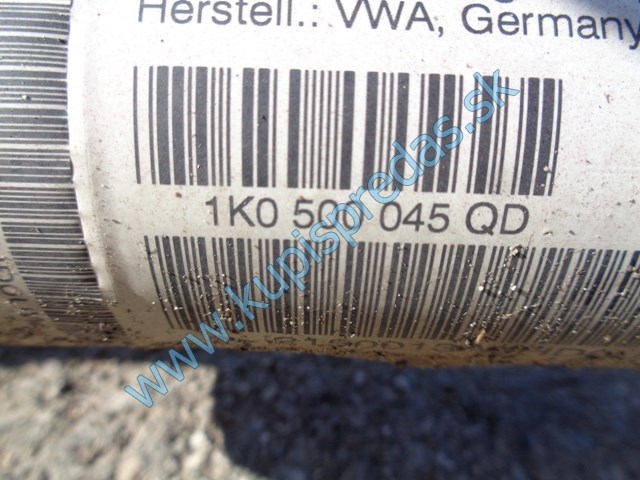 Herstell.: VWA, Germany
1K0 500 045 QD
www.kupispredas.sk